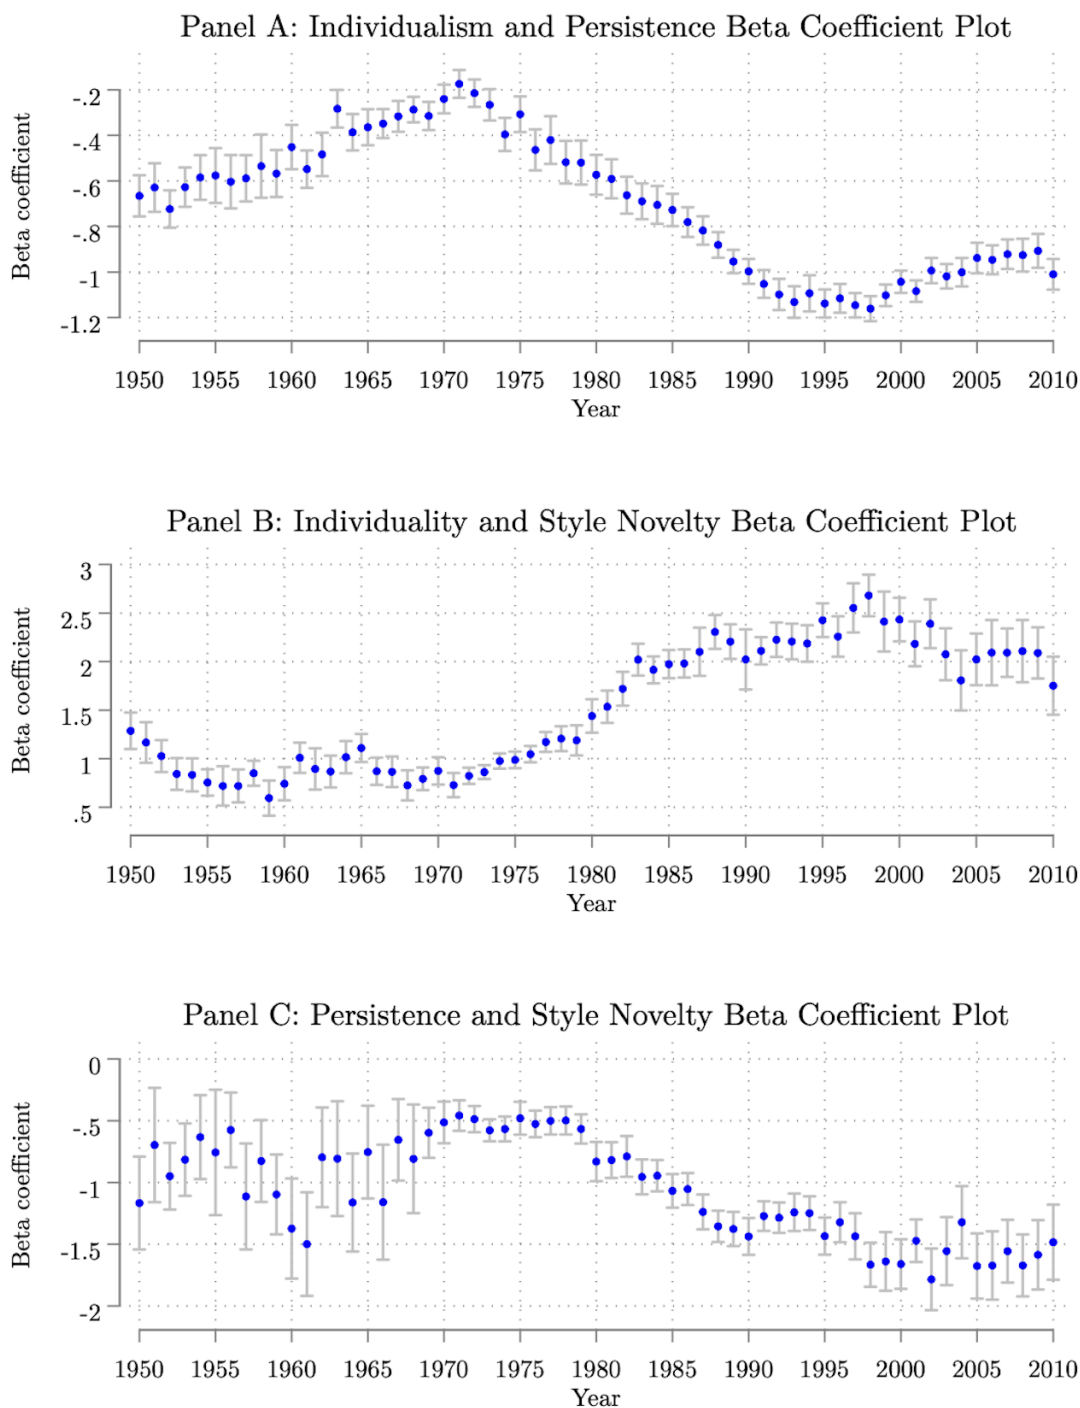 Panel A: Individualism and Persistence Beta Coefficient Plot
Beta coefficient
-.2
-.4
-.6
-.8
-1
-1.2
1950 1955 1960 1965 1970 1975 1980 1985 1990 1995 2000 2005 2010
Year
Panel B: Individuality and Style Novelty Beta Coefficient Plot
Beta coefficient
3
2.5
2
1.5
1
.5
1950 1955 1960 1965 1970 1975 1980 1985 1990 1995 2000 2005 2010
Year
Panel C: Persistence and Style Novelty Beta Coefficient Plot
Beta coefficient
0
-.5
-1
-1.5
-2
1950 1955 1960 1965 1970 1975 1980 1985 1990 1995 2000 2005 2010
Year